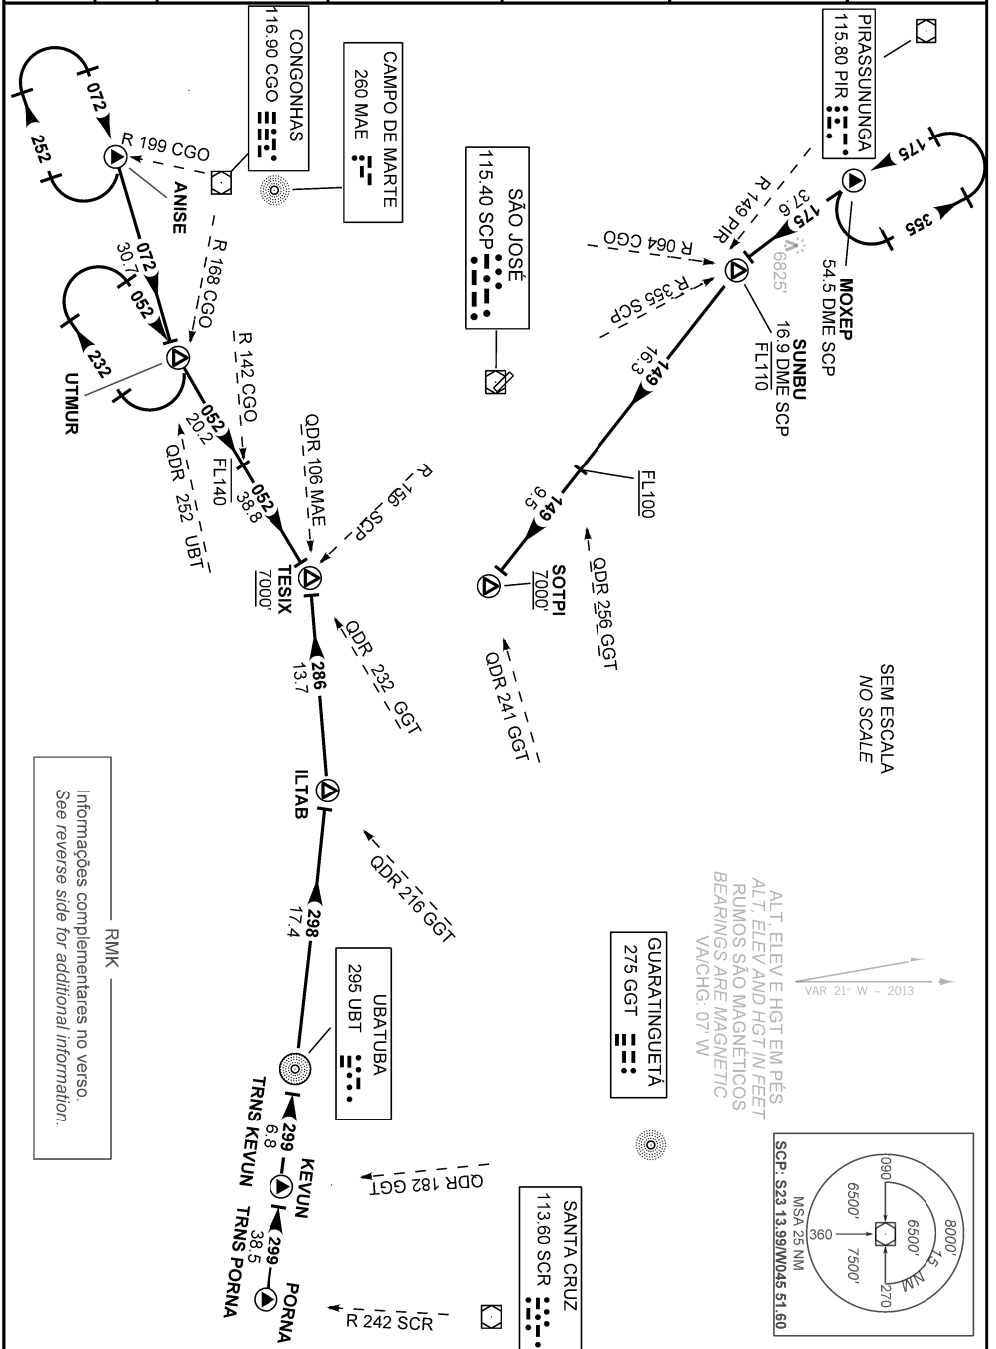 PIRASSUNUNGA
115.80 PIR
CONGONHAS
116.90 CGO
CAMPO DE MARTE
260 MAE
SÃO JOSÉ
115.40 SCP
175
355
MOXEP
54.5 DME SCP
175
37.6
6825'
R 149 PIR
R 064 CGO
R 355 SCP
SUNBU
16.9 DME SCP
FL110
149
16.3
FL100
149
9.5
SOTPI
7000'
QDR 256 GGT
QDR 241 GGT
072
252
R 199 CGO
ANISE
072
30.7
R 168 CGO
052
232
UTMUR
052
20.2
R 142 CGO
FL140
QDR 252 UBT
052
38.8
QDR 106 MAE
R 156 SCP
TESIX
7000'
QDR 232 GGT
286
13.7
ILTAB
QDR 216 GGT
298
17.4
UBATUBA
295 UBT
TRNS KEVUN
299
6.8
KEVUN
QDR 182 GGT
TRNS PORNA
299
38.5
PORNA
R 242 SCR
SANTA CRUZ
113.60 SCR
GUARATINGUETÁ
275 GGT
SEM ESCALA
NO SCALE
ALT, ELEV E HGT EM PÉS
ALT, ELEV AND HGT IN FEET
RUMOS SÃO MAGNÉTICOS
BEARINGS ARE MAGNETIC
VA/CHG: 07' W
VAR 21° W - 2013
8000'
6500'
6500'
7500'
15 NM
090
270
360
MSA 25 NM
SCP: S23 13.99/W045 51.60
RMK
Informações complementares no verso.
See reverse side for additional information.